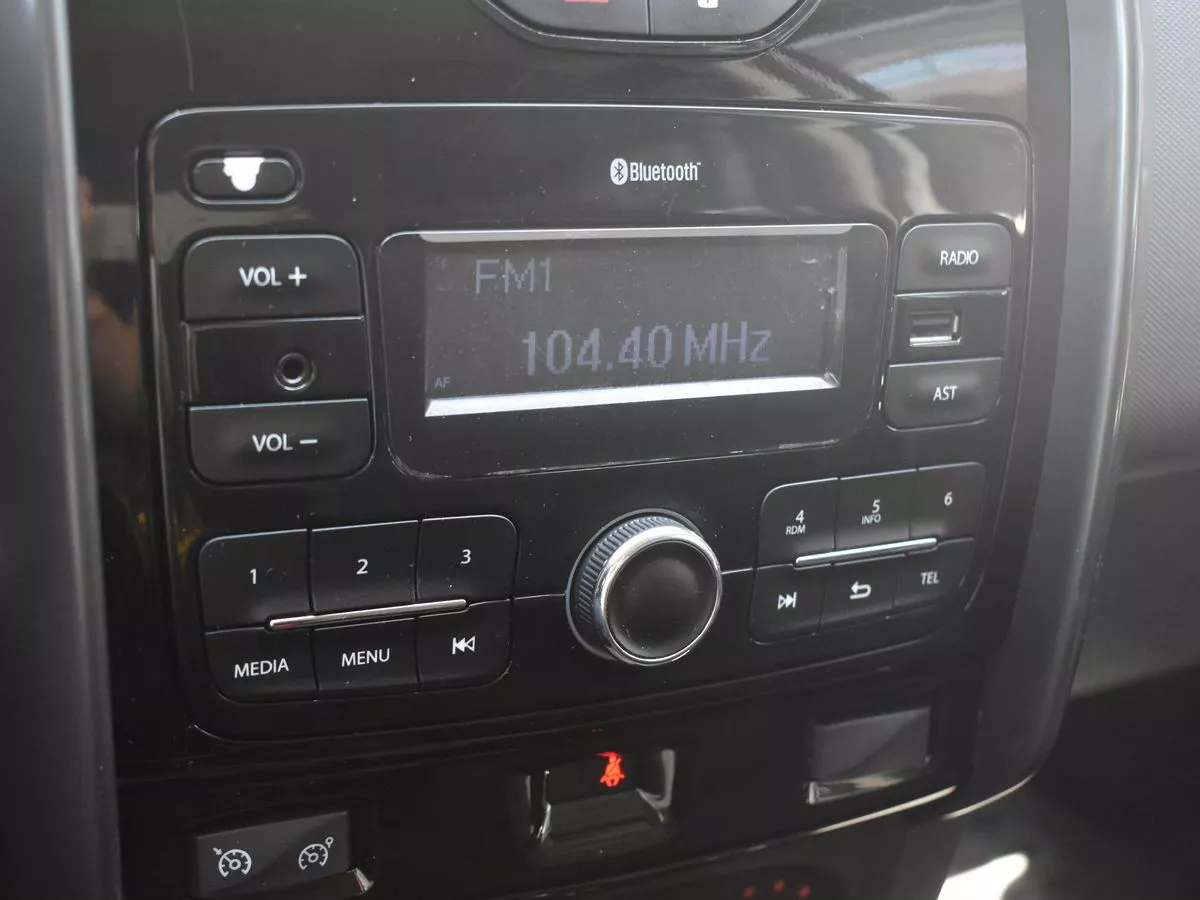 Bluetooth™
VOL +
FM1
RADIO
104.40 MHz
AF
AST
VOL −
1
2
3
4
RDM
5
INFO
6
MEDIA
MENU
TEL